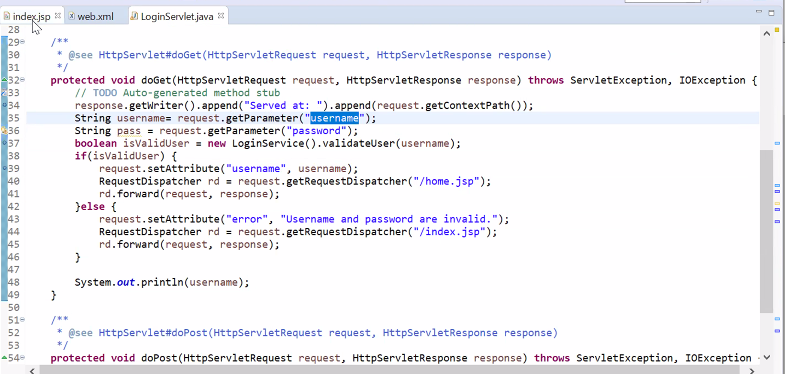 index.jsp web.xml LoginServlet.java
28
29 /**
30 * @see HttpServlet#doGet(HttpServletRequest request, HttpServletResponse response)
31 */
32 protected void doGet(HttpServletRequest request, HttpServletResponse response) throws ServletException, IOException {
33 // TODO Auto-generated method stub
34 response.getWriter().append("Served at: ").append(request.getContextPath());
35 String username= request.getParameter("username");
36 String pass = request.getParameter("password");
37 boolean isValidUser = new LoginService().validateUser(username);
38 if(isValidUser) {
39 request.setAttribute("username", username);
40 RequestDispatcher rd = request.getRequestDispatcher("/home.jsp");
41 rd.forward(request, response);
42 }else {
43 request.setAttribute("error", "Username and password are invalid.");
44 RequestDispatcher rd = request.getRequestDispatcher("/index.jsp");
45 rd.forward(request, response);
46 }
47
48 System.out.println(username);
49 }
50
51 /**
52 * @see HttpServlet#doPost(HttpServletRequest request, HttpServletResponse response)
53 */
54 protected void doPost(HttpServletRequest request, HttpServletResponse response) throws ServletException, IOException